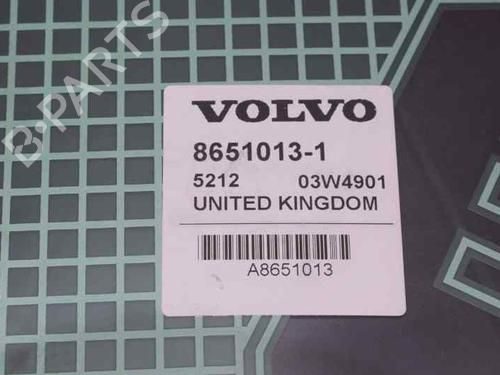 B-PARTS
VOLVO
8651013-1
5212 03W4901
UNITED KINGDOM
A8651013